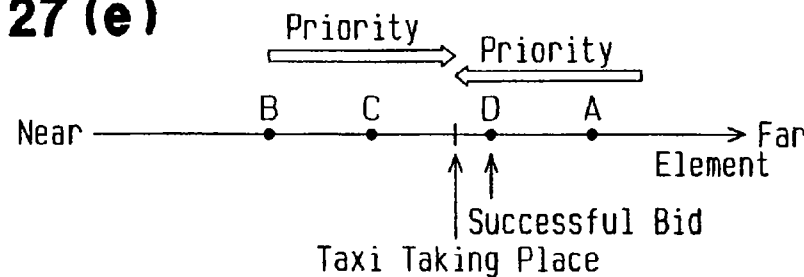 27 (e)
Priority
Priority
B C D A
Near
Far
Element
Successful Bid
Taxi Taking Place